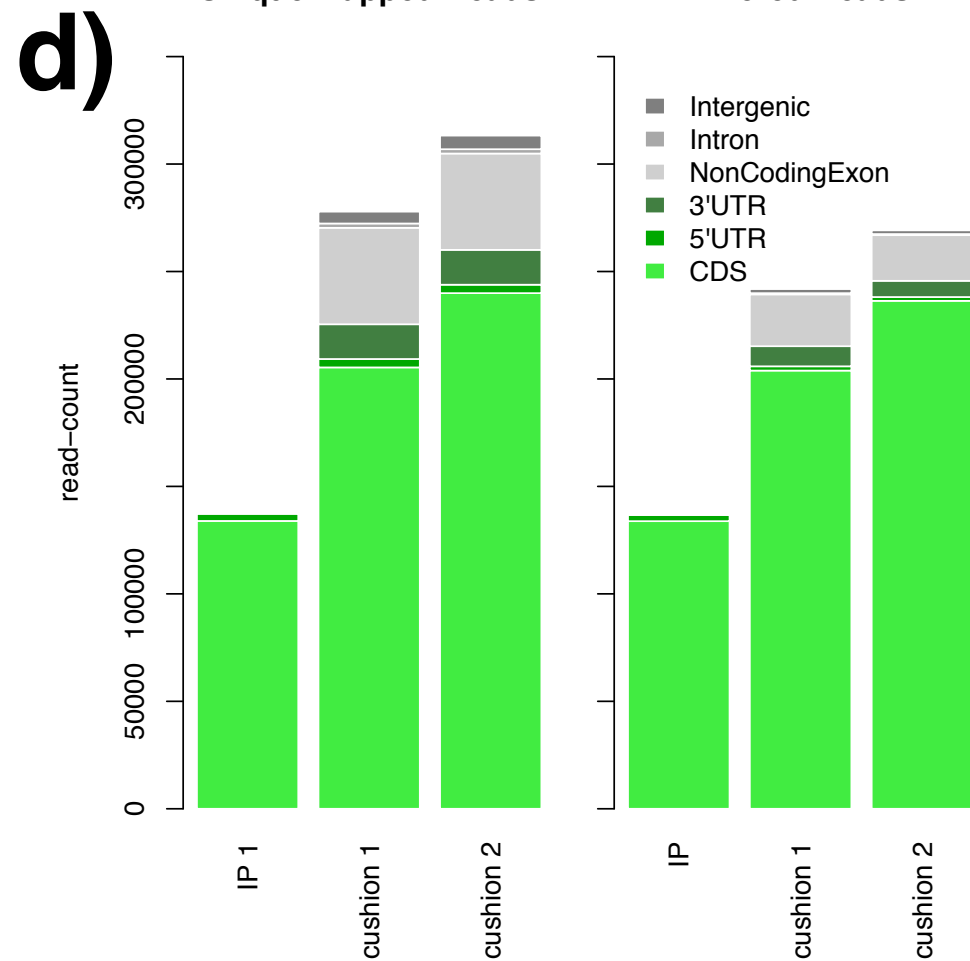 d)
read−count
0
50000
100000
200000
300000
IP 1
cushion 1
cushion 2
Intergenic
Intron
NonCodingExon
3'UTR
5'UTR
CDS
IP
cushion 1
cushion 2